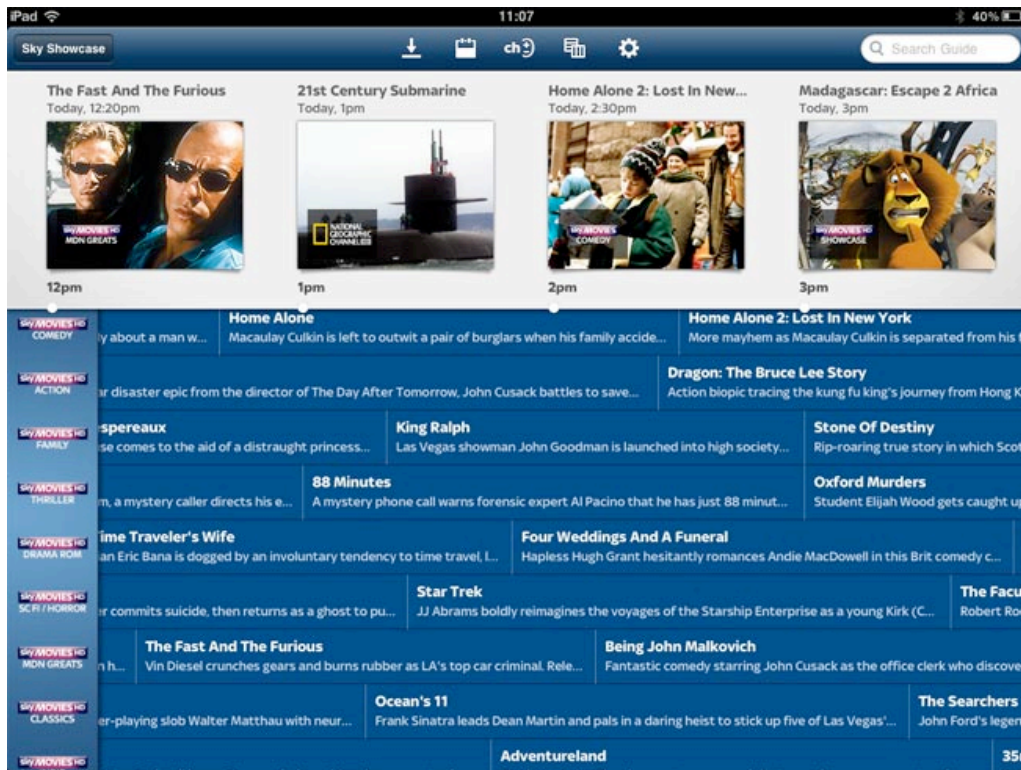 iPad
11:07
40%
Sky Showcase
ch
Search Guide
The Fast And The Furious
Today, 12:20pm
21st Century Submarine
Today, 1pm
Home Alone 2: Lost In New...
Today, 2:30pm
Madagascar: Escape 2 Africa
Today, 3pm
sky MOVIES HD
MDN GREATS
NATIONAL
GEOGRAPHIC
CHANNEL HD
sky MOVIES
COMEDY
sky MOVIES HD
SHOWCASE
12pm
1pm
2pm
3pm
sky MOVIES HD
COMEDY
ly about a man w...
Home Alone
Macaulay Culkin is left to outwit a pair of burglars when his family accide...
Home Alone 2: Lost In New York
More mayhem as Macaulay Culkin is separated from his
sky MOVIES HD
ACTION
ar disaster epic from the director of The Day After Tomorrow, John Cusack battles to save...
Dragon: The Bruce Lee Story
Action biopic tracing the kung fu king's journey from Hong K
sky MOVIES HD
FAMILY
spereaux
se comes to the aid of a distraught princess...
King Ralph
Las Vegas showman John Goodman is launched into high society...
Stone Of Destiny
Rip-roaring true story in which Scot
sky MOVIES HD
THRILLER
m, a mystery caller directs his e...
88 Minutes
A mystery phone call warns forensic expert Al Pacino that he has just 88 minut...
Oxford Murders
Student Elijah Wood gets caught up
sky MOVIES HD
DRAMA ROM
Time Traveler's Wife
ian Eric Bana is dogged by an involuntary tendency to time travel, l...
Four Weddings And A Funeral
Hapless Hugh Grant hesitantly romances Andie MacDowell in this Brit comedy c...
sky MOVIES HD
SC FI / HORROR
er commits suicide, then returns as a ghost to pu...
Star Trek
JJ Abrams boldly reimagines the voyages of the Starship Enterprise as a young Kirk (C...
The Facu
Robert Ro
sky MOVIES HD
MDN GREATS
n h...
The Fast And The Furious
Vin Diesel crunches gears and burns rubber as LA's top car criminal. Rele...
Being John Malkovich
Fantastic comedy starring John Cusack as the office clerk who discove
sky MOVIES HD
CLASSICS
er-playing slob Walter Matthau with neur...
Ocean's 11
Frank Sinatra leads Dean Martin and pals in a daring heist to stick up five of Las Vegas'...
The Searchers
John Ford's legen
sky MOVIES HD
Adventureland
35